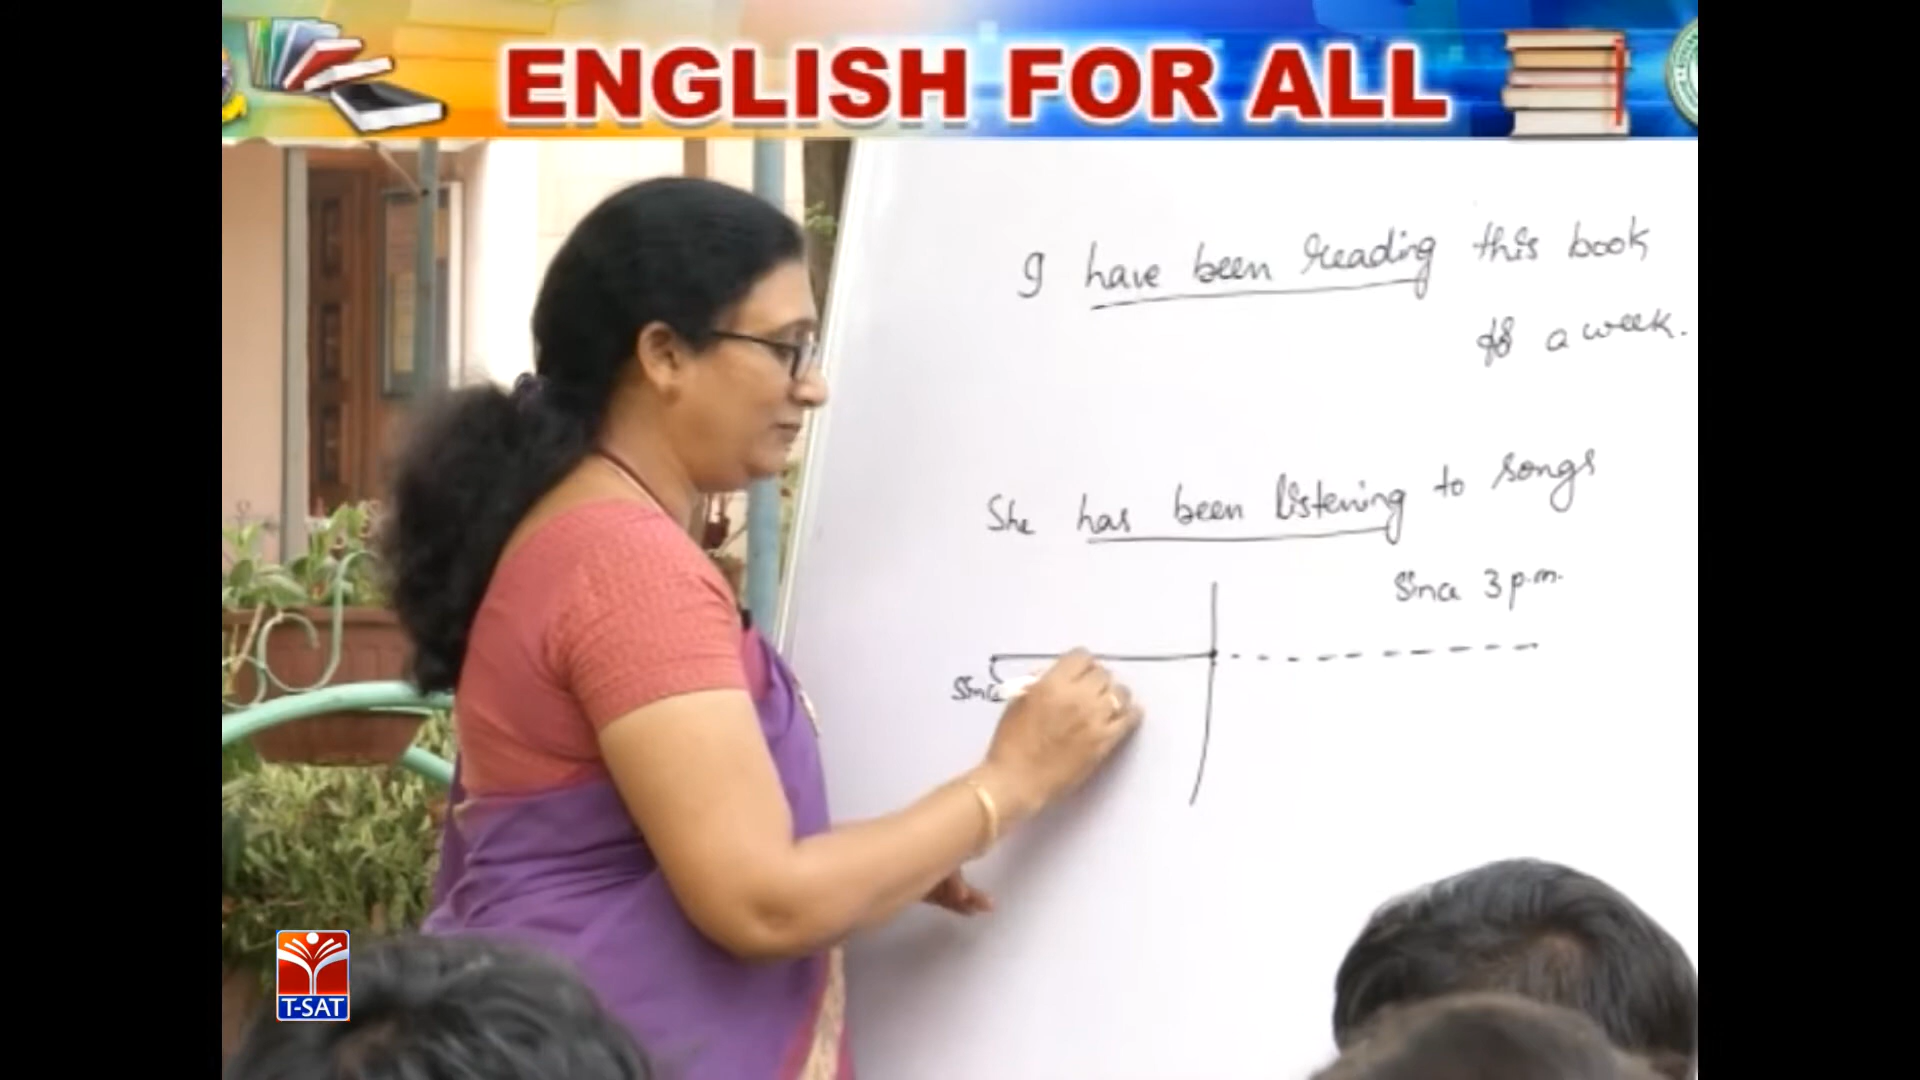 ENGLISH FOR ALL
I have been reading this book
for a week.
She has been listening to songs
Since 3 p.m.
Since
T-SAT